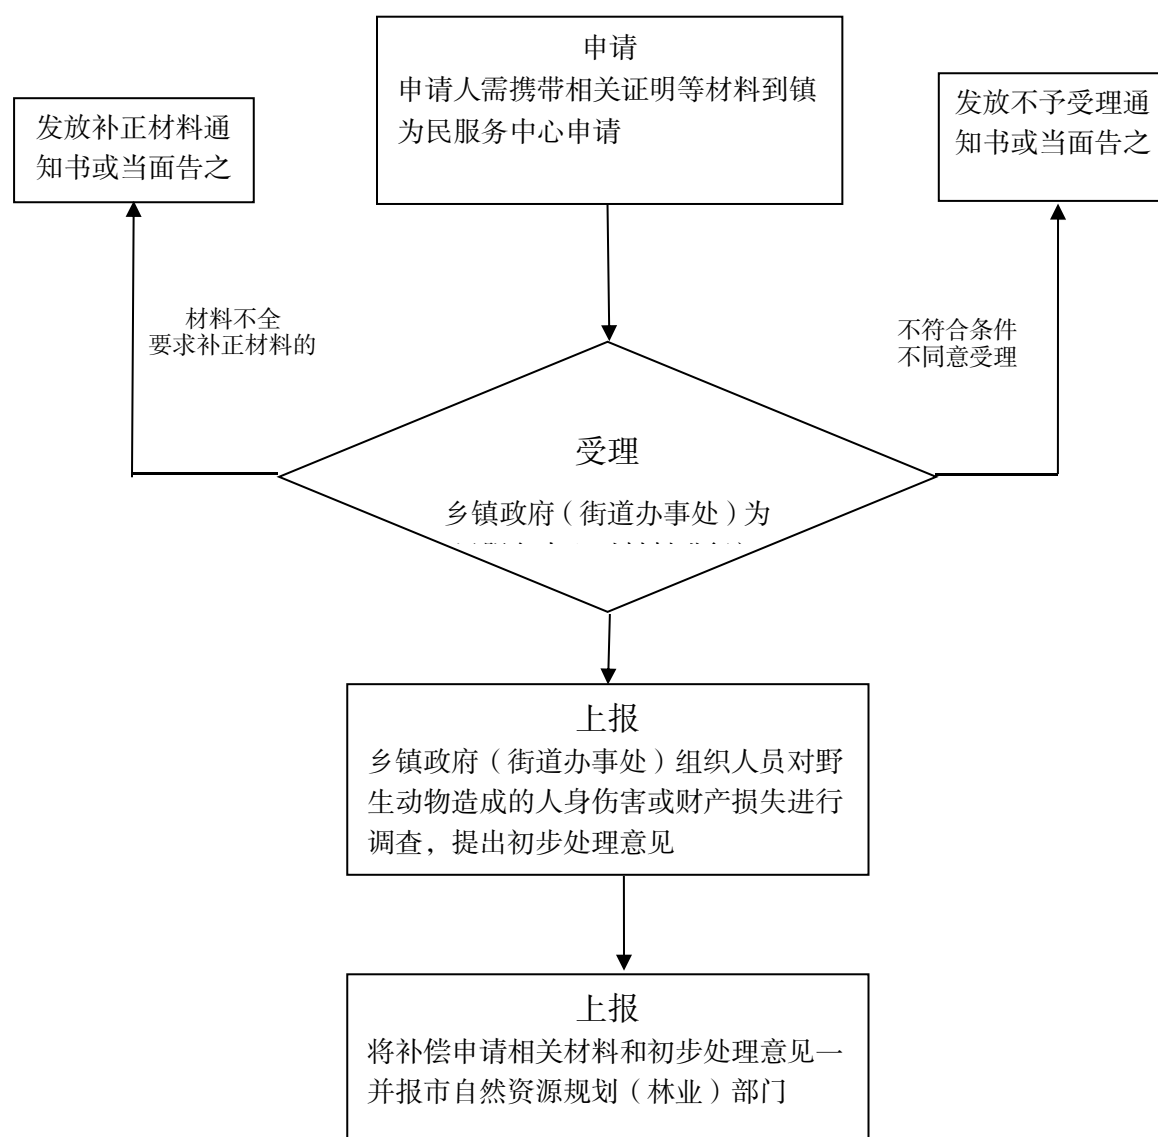 申请
申请人需携带相关证明等材料到镇
为民服务中心申请
发放补正材料通
知书或当面告之
发放不予受理通
知书或当面告之
材料不全
要求补正材料的
不符合条件
不同意受理
受理
乡镇政府（街道办事处）为
上报
乡镇政府（街道办事处）组织人员对野
生动物造成的人身伤害或财产损失进行
调查，提出初步处理意见
上报
将补偿申请相关材料和初步处理意见一
并报市自然资源规划（林业）部门